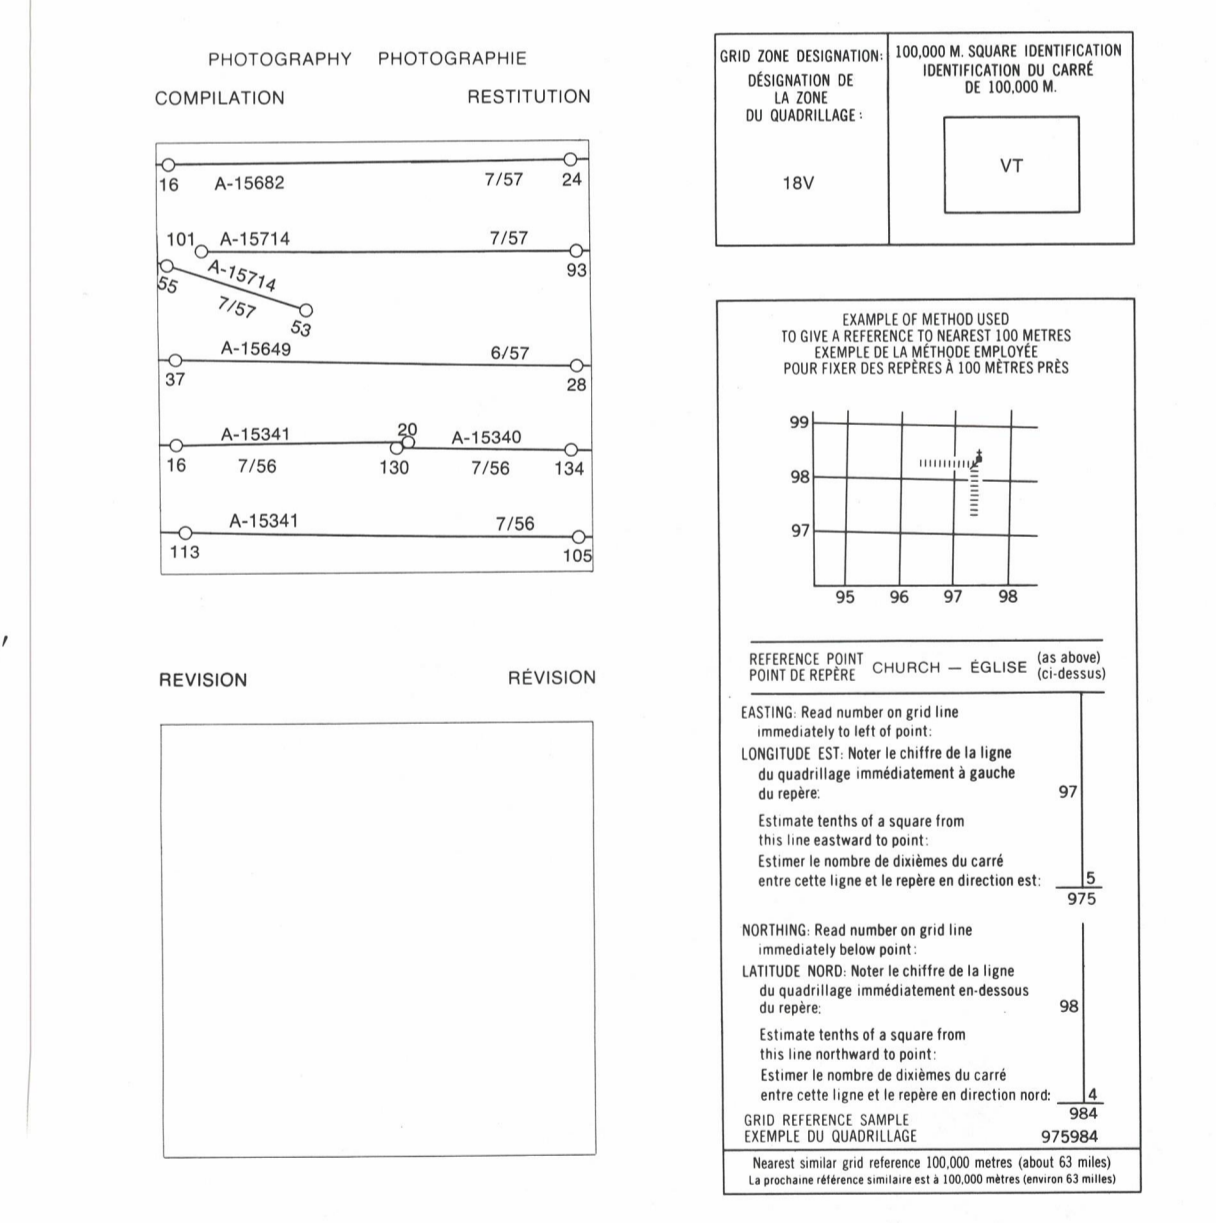 PHOTOGRAPHY PHOTOGRAPHIE
COMPILATION RESTITUTION
16 A-15682 7/57 24
101 A-15714 7/57 93
55 A-15714 7/57 53
37 A-15649 6/57 28
16 A-15341 7/56 20
130 A-15340 7/56 134
113 A-15341 7/56 105
REVISION RÉVISION
GRID ZONE DESIGNATION:
DÉSIGNATION DE
LA ZONE
DU QUADRILLAGE :
18V
100,000 M. SQUARE IDENTIFICATION
IDENTIFICATION DU CARRÉ
DE 100,000 M.
VT
EXAMPLE OF METHOD USED
TO GIVE A REFERENCE TO NEAREST 100 METRES
EXEMPLE DE LA MÉTHODE EMPLOYÉE
POUR FIXER DES REPÈRES À 100 MÈTRES PRÈS
99
98
97
95 96 97 98
REFERENCE POINT
POINT DE REPÈRE
CHURCH — ÉGLISE
(as above)
(ci-dessus)
EASTING: Read number on grid line
immediately to left of point:
LONGITUDE EST: Noter le chiffre de la ligne
du quadrillage immédiatement à gauche
du repère: 97
Estimate tenths of a square from
this line eastward to point:
Estimer le nombre de dixièmes du carré
entre cette ligne et le repère en direction est: 5
975
NORTHING: Read number on grid line
immediately below point:
LATITUDE NORD: Noter le chiffre de la ligne
du quadrillage immédiatement en-dessous
du repère: 98
Estimate tenths of a square from
this line northward to point:
Estimer le nombre de dixièmes du carré
entre cette ligne et le repère en direction nord: 4
984
GRID REFERENCE SAMPLE
EXEMPLE DU QUADRILLAGE 975984
Nearest similar grid reference 100,000 metres (about 63 miles)
La prochaine référence similaire est à 100,000 mètres (environ 63 milles)